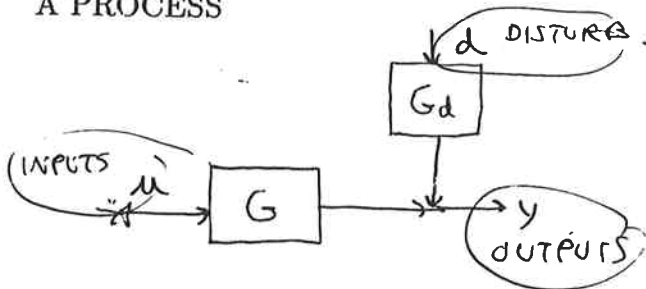 A PROCESS
d DISTURB.
Gd
INPUTS u
G
y
OUTPUTS